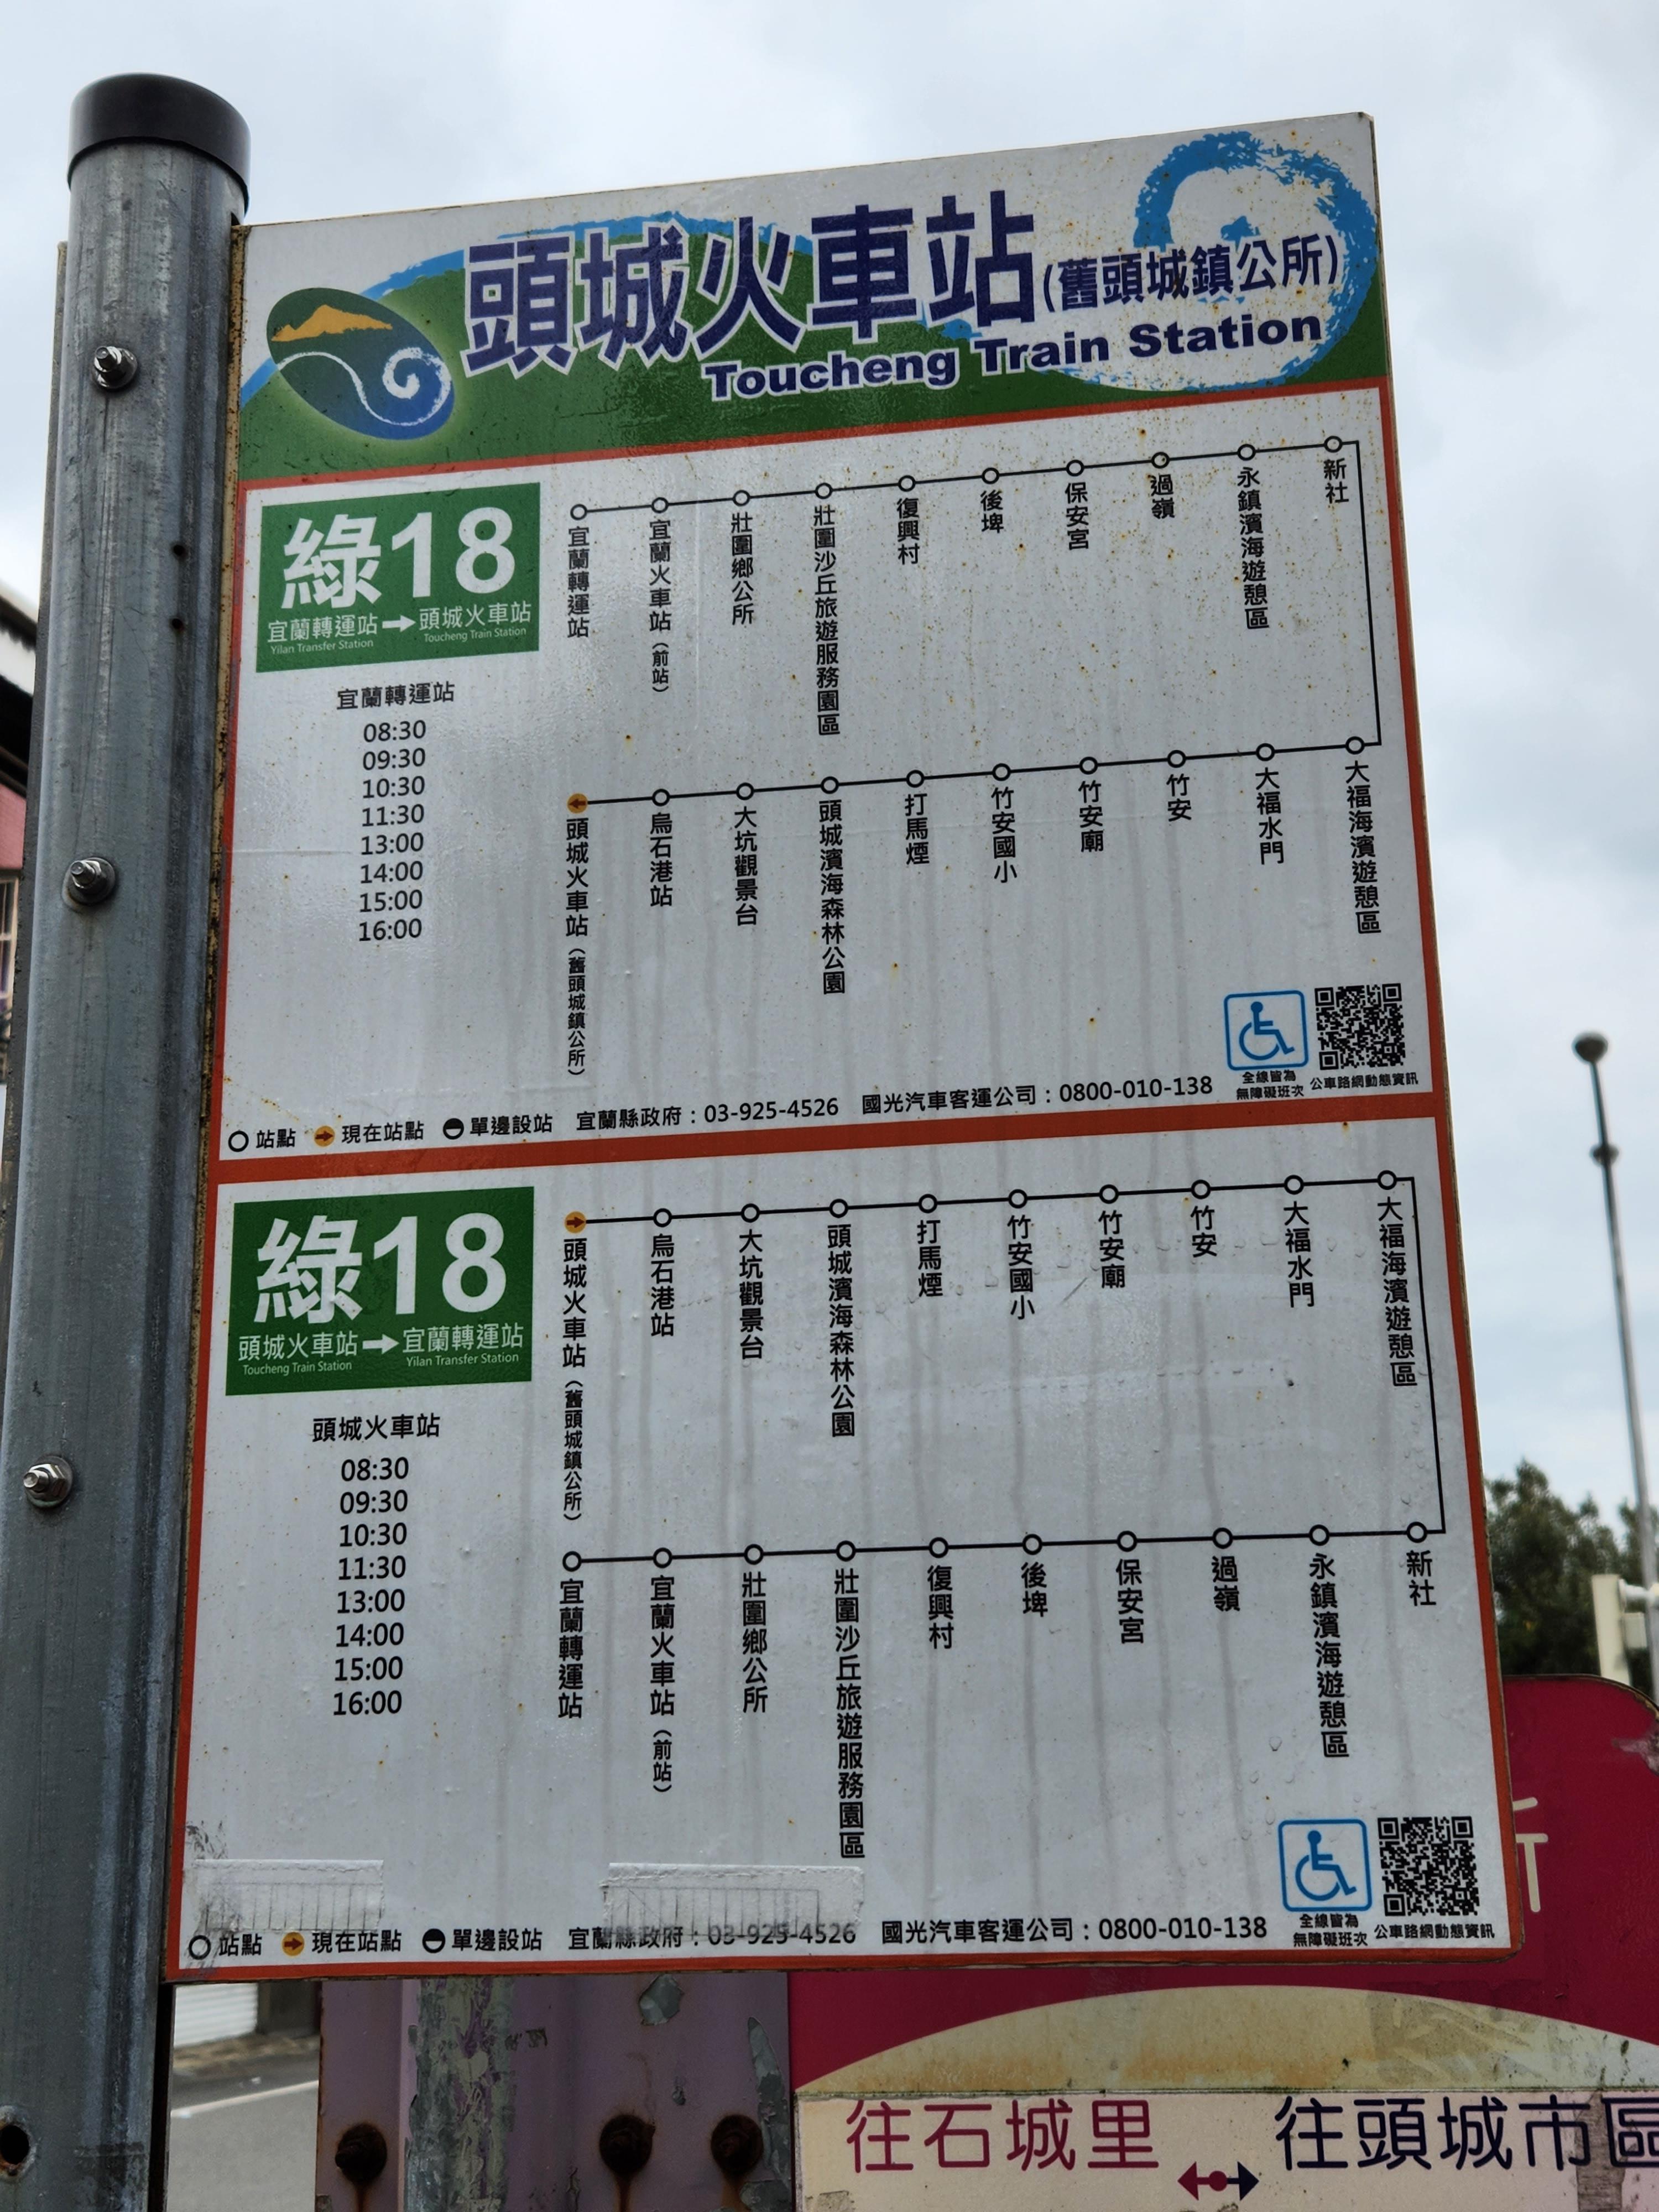 頭城火車站(舊頭城鎮公所)
Toucheng Train Station
綠18
宜蘭轉運站➡頭城火車站
Yilan Transfer Station Toucheng Train Station
宜蘭轉運站
08:30
09:30
10:30
11:30
13:00
14:00
15:00
16:00
宜蘭轉運站
宜蘭火車站(前站)
壯圍鄉公所
壯圍沙丘旅遊服務園區
復興村
後埤
保安宮
過嶺
永鎮濱海遊憩區
新社
頭城火車站(舊頭城鎮公所)
烏石港站
大坑觀景台
頭城濱海森林公園
打馬煙
竹安國小
竹安廟
竹安
大福水門
大福海濱遊憩區
全線皆為
無障礙班次
公車路網動態資訊
站點 現在站點 單邊設站 宜蘭縣政府:03-925-4526 國光汽車客運公司:0800-010-138
綠18
頭城火車站➡宜蘭轉運站
Toucheng Train Station Yilan Transfer Station
頭城火車站
08:30
09:30
10:30
11:30
13:00
14:00
15:00
16:00
頭城火車站(舊頭城鎮公所)
烏石港站
大坑觀景台
頭城濱海森林公園
打馬煙
竹安國小
竹安廟
竹安
大福水門
大福海濱遊憩區
宜蘭轉運站
宜蘭火車站(前站)
壯圍鄉公所
壯圍沙丘旅遊服務園區
復興村
後埤
保安宮
過嶺
永鎮濱海遊憩區
新社
全線皆為
無障礙班次
公車路網動態資訊
站點 現在站點 單邊設站 宜蘭縣政府:03-925-4526 國光汽車客運公司:0800-010-138
往石城里 往頭城市區